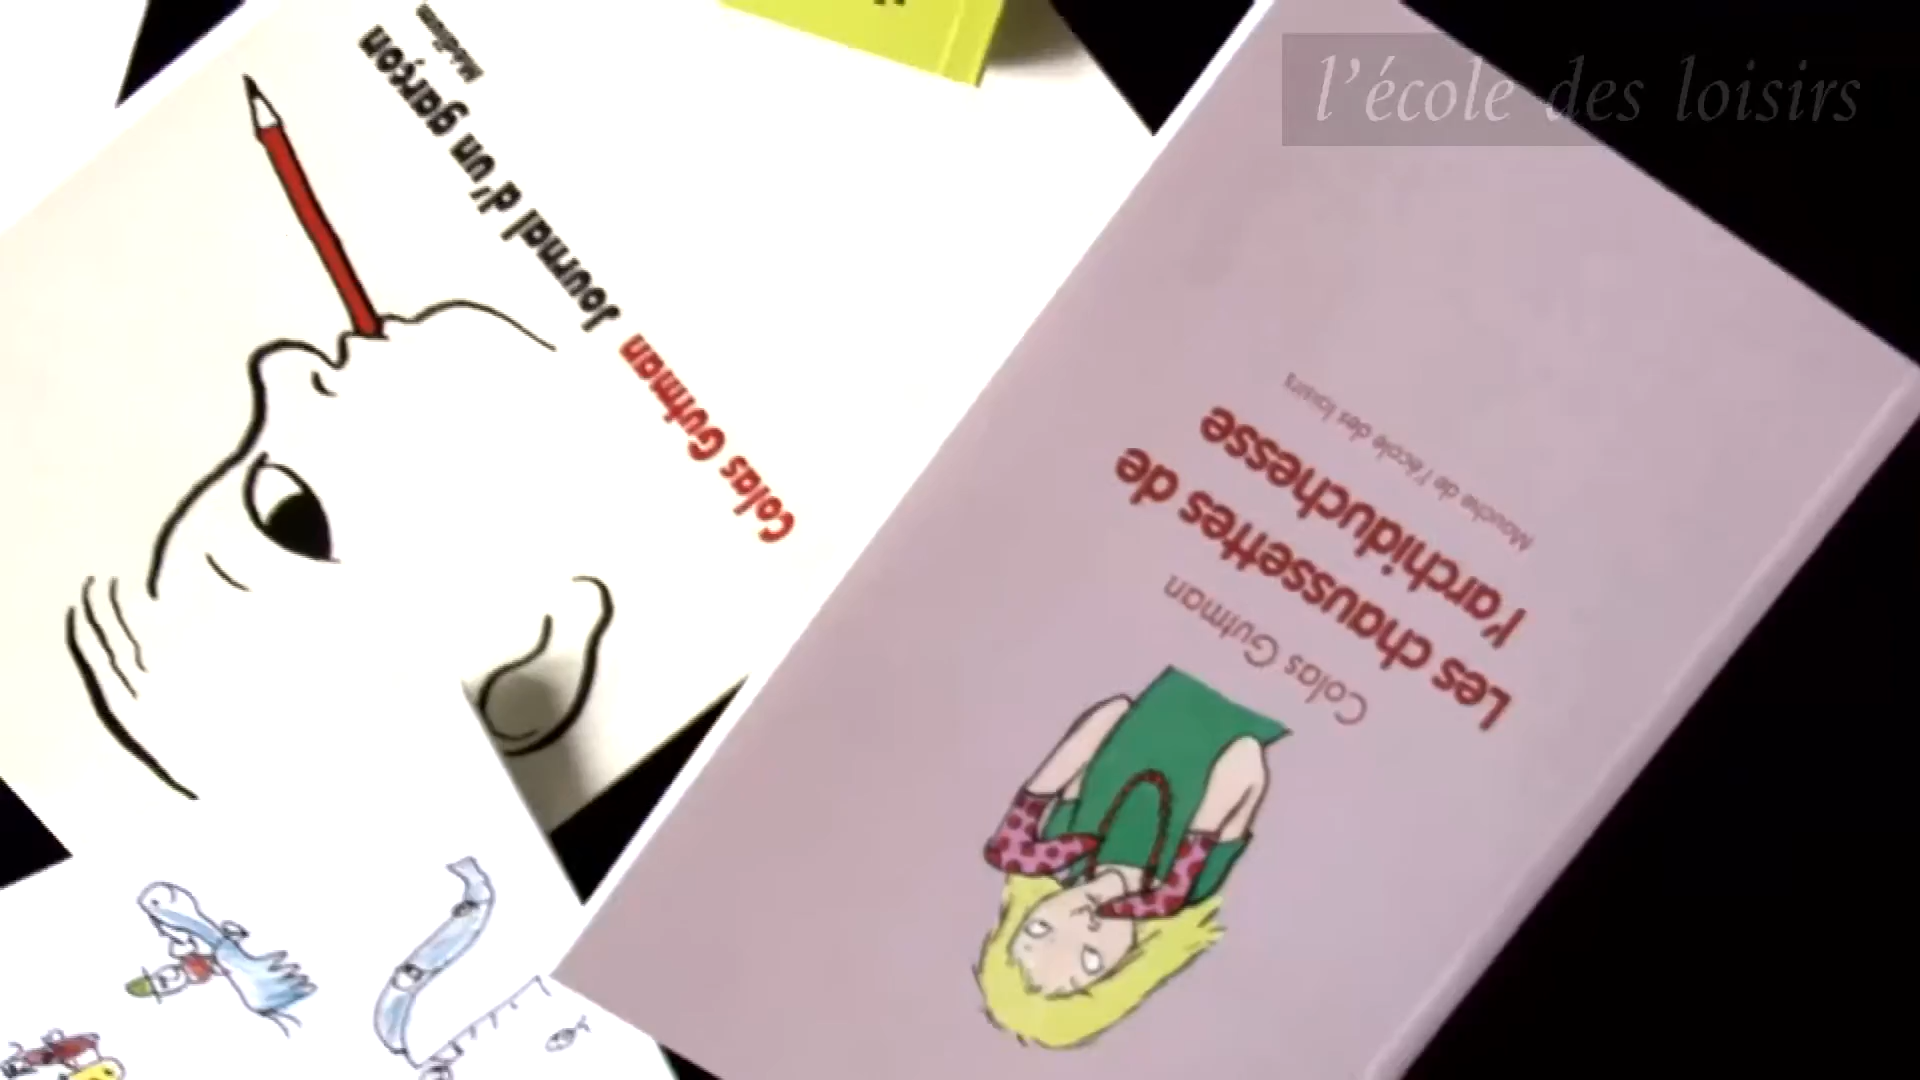 l'école des loisirs
Colas Gutman Journal d'un garçon
Médium
Colas Gutman
Les chaussettes de
l'archiduchesse
Mouche de l'école des loisirs